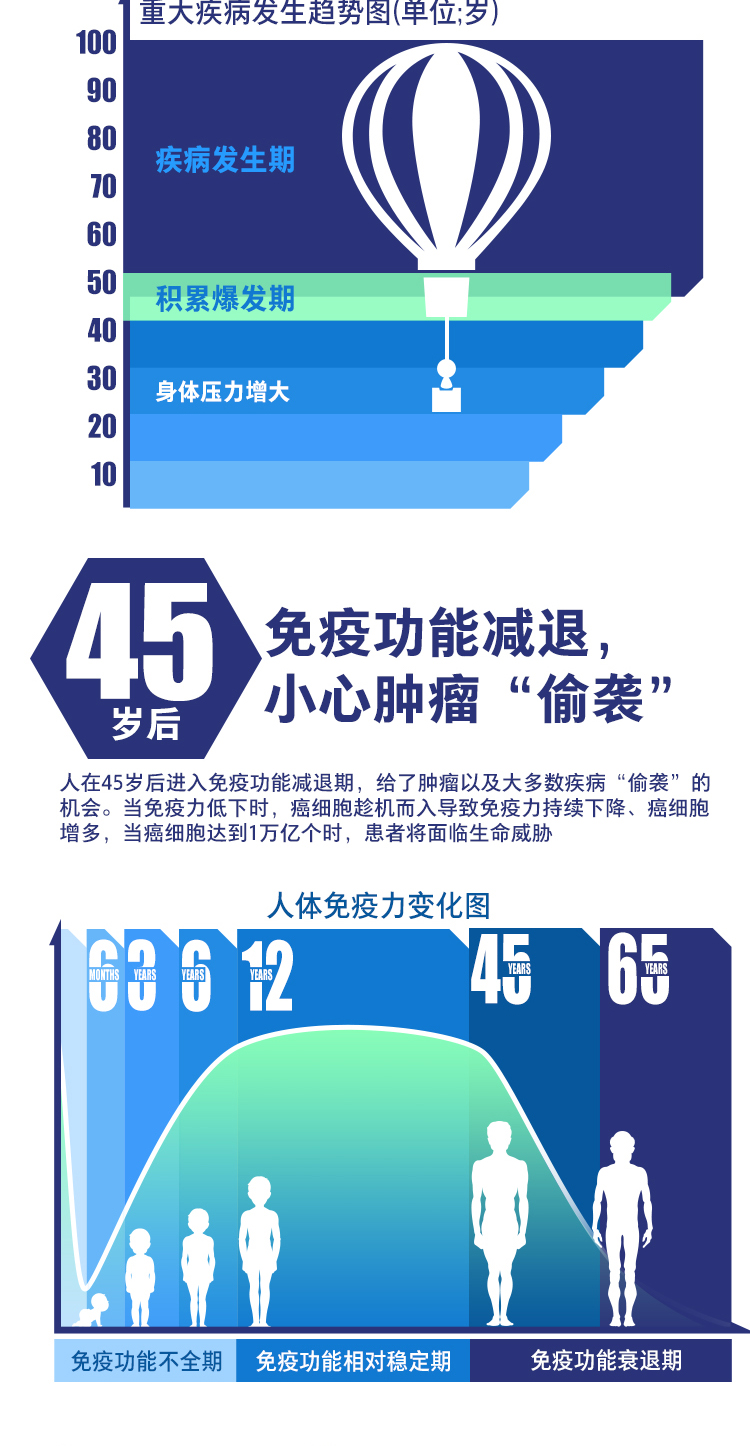 重大疾病发生趋势图(单位;岁)
100
90
80
疾病发生期
70
60
50
积累爆发期
40
30
身体压力增大
20
10
45
岁后
免疫功能减退，
小心肿瘤“偷袭”
人在45岁后进入免疫功能减退期，给了肿瘤以及大多数疾病“偷袭”的
机会。当免疫力低下时，癌细胞趁机而入导致免疫力持续下降、癌细胞
增多，当癌细胞达到1万亿个时，患者将面临生命威胁
人体免疫力变化图
6 MONTHS
3 YEARS
6 YEARS
12 YEARS
45 YEARS
65 YEARS
免疫功能不全期
免疫功能相对稳定期
免疫功能衰退期